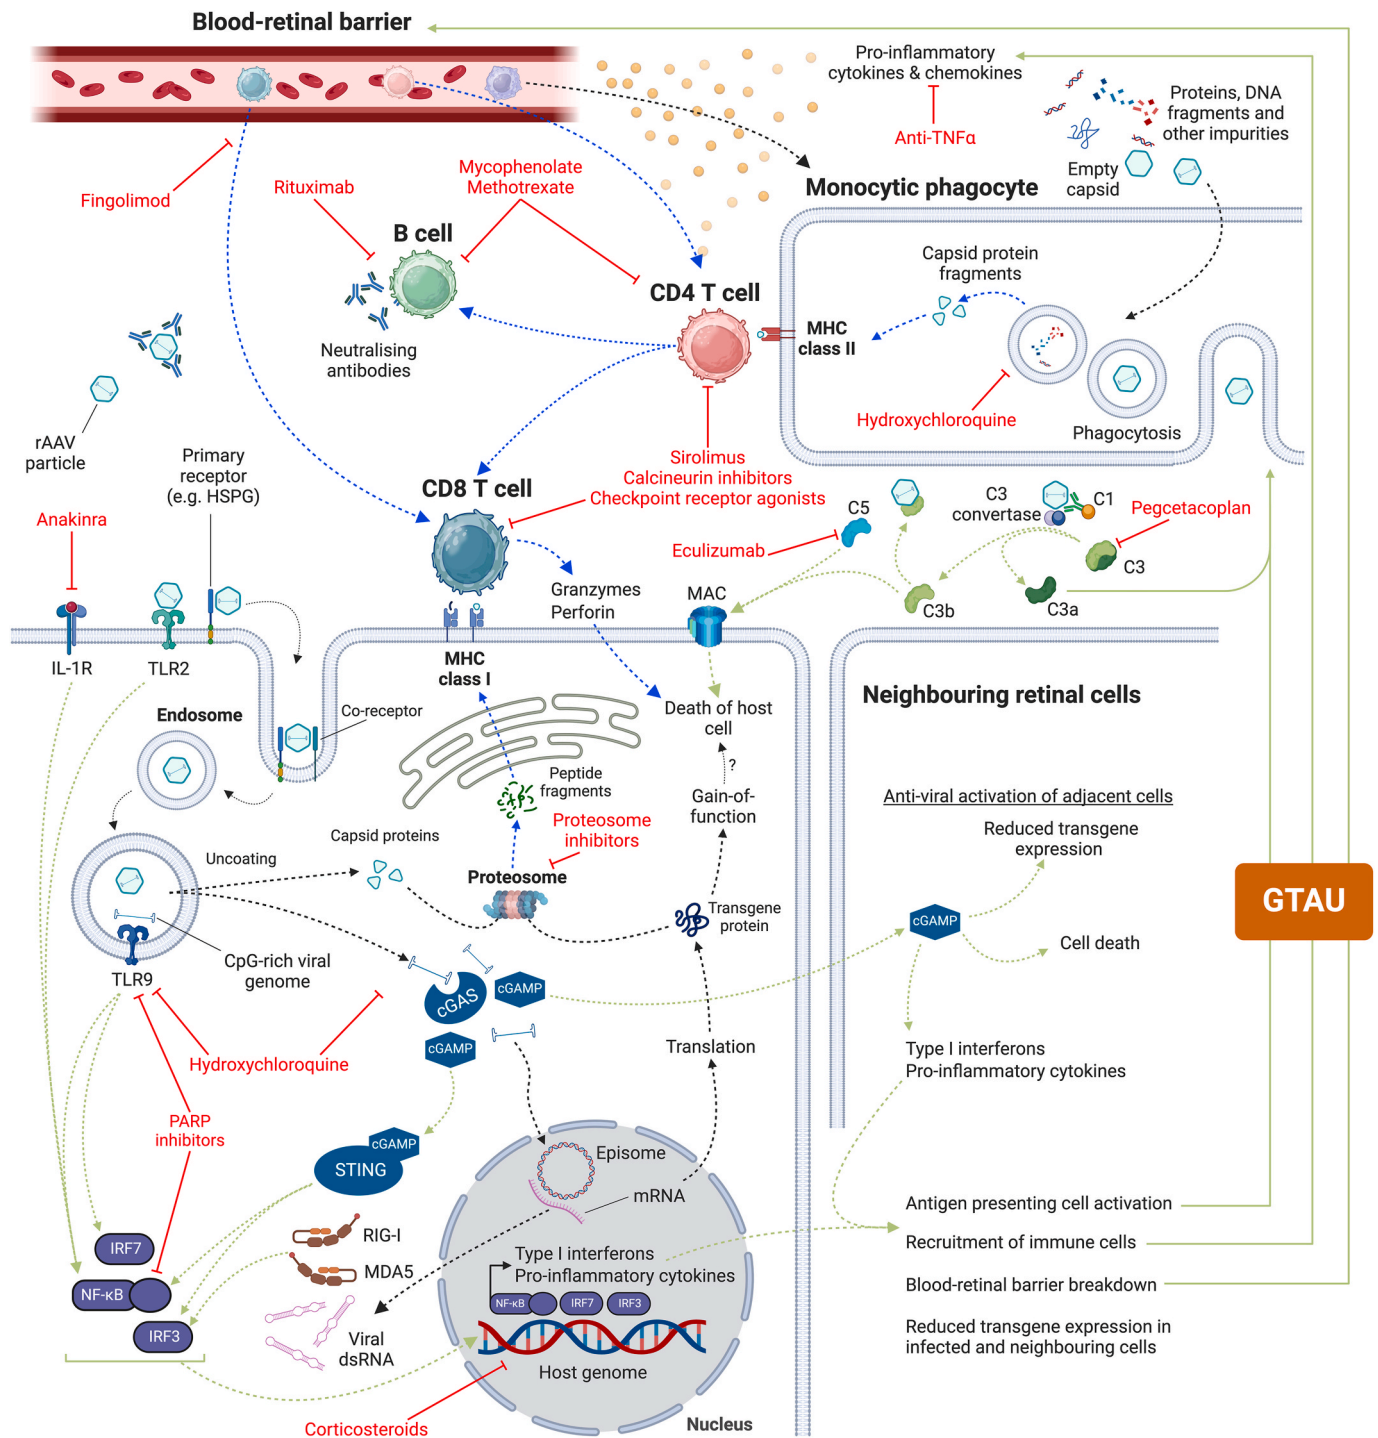 Blood-retinal barrier
Pro-inflammatory
cytokines & chemokines
Anti-TNFα
Proteins, DNA
fragments and
other impurities
Empty
capsid
Fingolimod
Rituximab
Mycophenolate
Methotrexate
Monocytic phagocyte
B cell
CD4 T cell
Capsid protein
fragments
MHC
class II
Neutralising
antibodies
Hydroxychloroquine
Phagocytosis
rAAV
particle
Primary
receptor
(e.g. HSPG)
Sirolimus
Calcineurin inhibitors
Checkpoint receptor agonists
CD8 T cell
Anakinra
C5
C3
convertase
C1
Pegcetacoplan
Eculizumab
C3
C3b
C3a
Granzymes
Perforin
MAC
IL-1R
TLR2
MHC
class I
Neighbouring retinal cells
Endosome
Co-receptor
Death of host
cell
?
Peptide
fragments
Gain-of-
function
Anti-viral activation of adjacent cells
Reduced transgene
expression
Capsid proteins
Proteosome
inhibitors
Uncoating
Proteosome
Transgene
protein
GTAU
cGAMP
Cell death
CpG-rich viral
genome
TLR9
cGAS
cGAMP
cGAMP
Translation
Hydroxychloroquine
Type I interferons
Pro-inflammatory cytokines
PARP
inhibitors
cGAMP
STING
Episome
mRNA
Antigen presenting cell activation
RIG-I
IRF7
Recruitment of immune cells
Type I interferons
Pro-inflammatory cytokines
MDA5
Blood-retinal barrier breakdown
NF-κB
NF-κB
IRF7
IRF3
IRF3
Viral
dsRNA
Reduced transgene expression in
infected and neighbouring cells
Host genome
Corticosteroids
Nucleus